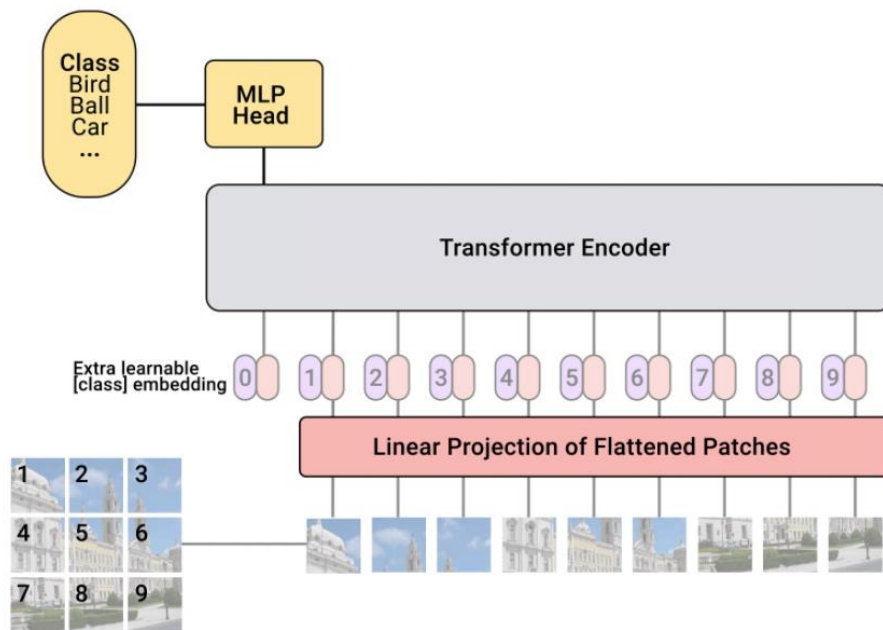 Class
Bird
Ball
Car
...
MLP
Head
Transformer Encoder
Extra learnable
[class] embedding
0 1 2 3 4 5 6 7 8 9
Linear Projection of Flattened Patches
1 2 3
4 5 6
7 8 9